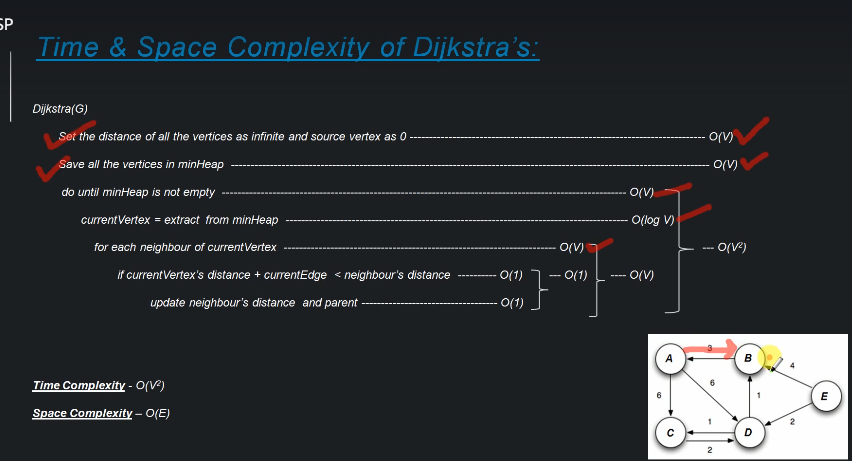 SP
Time & Space Complexity of Dijkstra's:
Dijkstra(G)
Set the distance of all the vertices as infinite and source vertex as 0 ---------------------------------------------------------------- O(V)
Save all the vertices in minHeap ---------------------------------------------------------------- O(V)
do until minHeap is not empty ---------------------------------------------------------------- O(V)
currentVertex = extract from minHeap ---------------------------------------------------------------- O(log V)
for each neighbour of currentVertex ---------------------------------------------------------------- O(V) --- O(V²)
if currentVertex's distance + currentEdge < neighbour's distance ---------- O(1) --- O(1) ---- O(V)
update neighbour's distance and parent ---------------------------------- O(1)
A 3 B
4
6 6 1 E
C 1 D 2
2
Time Complexity - O(V²)
Space Complexity – O(E)